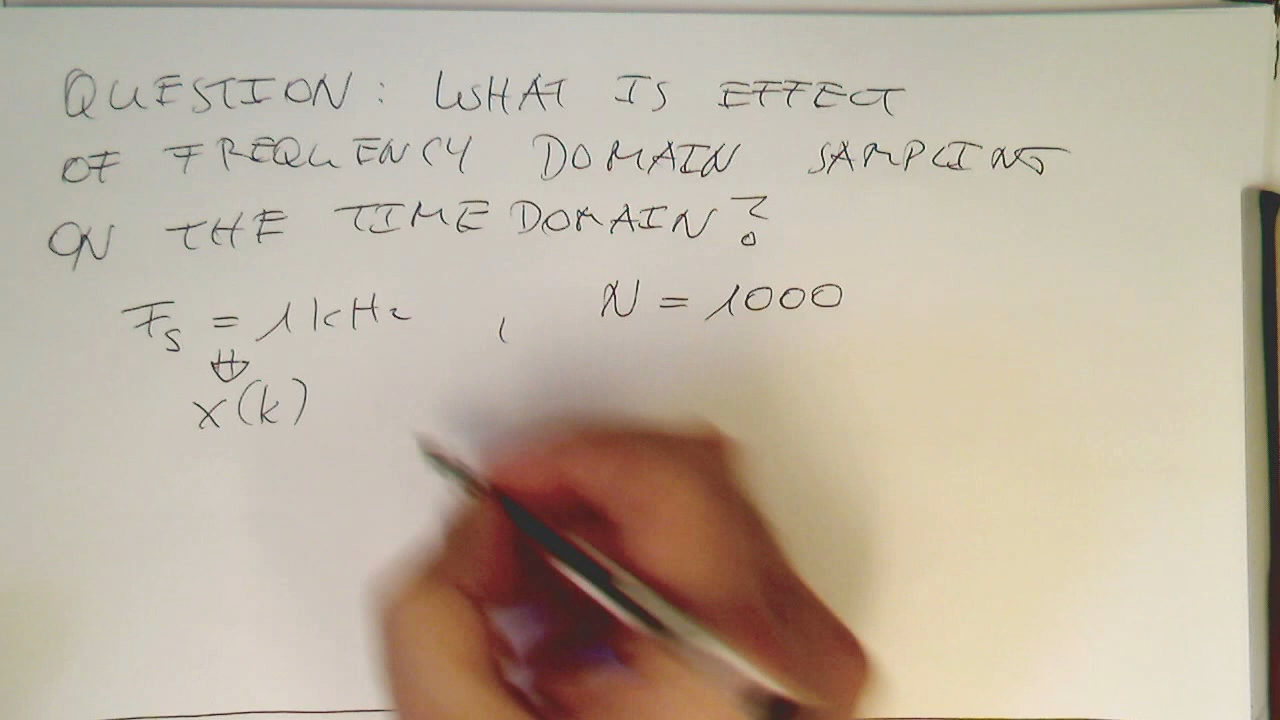 QUESTION: WHAT IS EFFECT
OF FREQUENCY DOMAIN SAMPLING
ON THE TIME DOMAIN?
Fs = 1kHz , N = 1000
x(k)